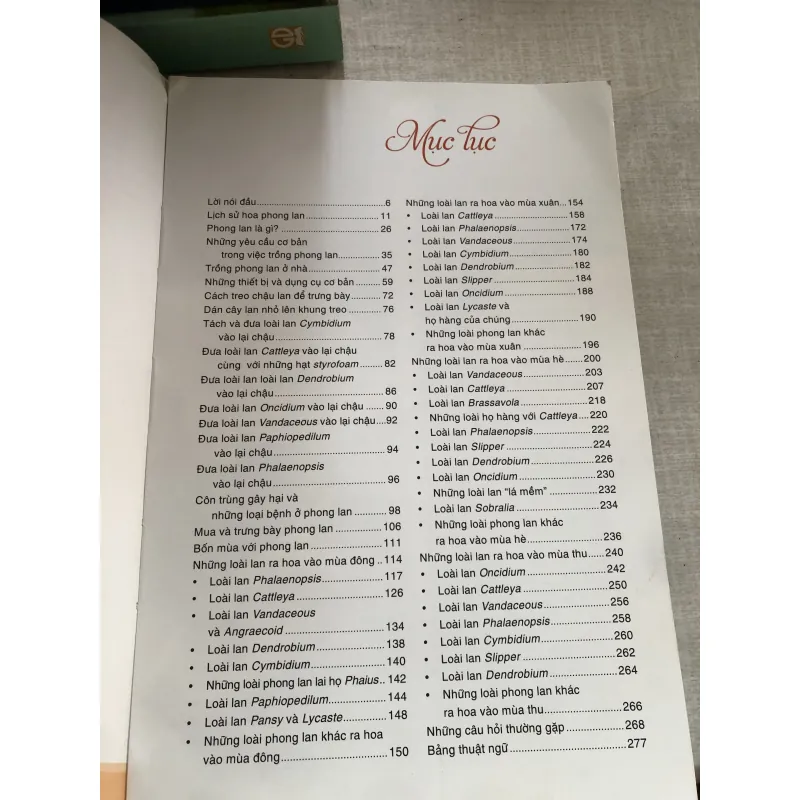 Mục lục
Lời nói đầu.............................................6
Lịch sử hoa phong lan......................... 11
Phong lan là gì? ................................. 26
Những yêu cầu cơ bản
trong việc trồng phong lan.............. 35
Trồng phong lan ở nhà........................ 47
Những thiết bị và dụng cụ cơ bản ........ 59
Cách treo chậu lan để trưng bày.......... 72
Dán cây lan nhỏ lên khung treo ........... 76
Tách và đưa loài lan Cymbidium
vào lại chậu..................................... 78
Đưa loài lan Cattleya vào lại chậu
cùng với những hạt styrofoam........ 82
Đưa loài lan loài lan Dendrobium
vào lại chậu..................................... 86
Đưa loài lan Oncidium vào lại chậu ...... 90
Đưa loài lan Vandaceous vào lại chậu...92
Đưa loài lan Paphiopedilum
vào lại chậu..................................... 94
Đưa loài lan Phalaenopsis
vào lại chậu..................................... 96
Côn trùng gây hại và
những loại bệnh ở phong lan .......... 98
Mua và trưng bày phong lan .............. 106
Bốn mùa với phong lan ...................... 111
Những loài lan ra hoa vào mùa đông .. 114
• Loài lan Phalaenopsis.................... 117
• Loài lan Cattleya ............................ 126
• Loài lan Vandaceous
và Angraecoid ................................ 134
• Loài lan Dendrobium ...................... 138
• Loài lan Cymbidium........................ 140
• Những loài phong lan lai họ Phaius.. 142
• Loài lan Paphiopedilum.................. 144
• Loài lan Pansy và Lycaste............... 148
• Những loài phong lan khác ra hoa
vào mùa đông................................. 150
Những loài lan ra hoa vào mùa xuân... 154
• Loài lan Cattleya............................ 158
• Loài lan Phalaenopsis.................... 172
• Loài lan Vandaceous...................... 174
• Loài lan Cymbidium ....................... 180
• Loài lan Dendrobium ..................... 182
• Loài lan Slipper .............................. 184
• Loài lan Oncidium .......................... 188
• Loài lan Lycaste và
họ hàng của chúng......................... 190
• Những loài phong lan khác
ra hoa vào mùa xuân ...................... 196
Những loài lan ra hoa vào mùa hè...... 200
• Loài lan Vandaceous...................... 203
• Loài lan Cattleya ............................ 207
• Loài lan Brassavola........................ 218
• Những loài họ hàng với Cattleya.... 220
• Loài lan Phalaenopsis.................... 222
• Loài lan Slipper .............................. 224
• Loài lan Dendrobium ...................... 226
• Loài lan Oncidium .......................... 230
• Những loài lan "lá mềm" ................ 232
• Loài lan Sobralia ............................ 234
• Những loài phong lan khác
ra hoa vào mùa hè.......................... 236
Những loài lan ra hoa vào mùa thu..... 240
• Loài lan Oncidium .......................... 242
• Loài lan Cattleya ............................ 250
• Loài lan Vandaceous...................... 256
• Loài lan Phalaenopsis.................... 258
• Loài lan Cymbidium........................ 260
• Loài lan Slipper .............................. 262
• Loài lan Dendrobium ...................... 264
• Những loài phong lan khác
ra hoa vào mùa thu......................... 266
Những câu hỏi thường gặp ................. 268
Bảng thuật ngữ ................................... 277